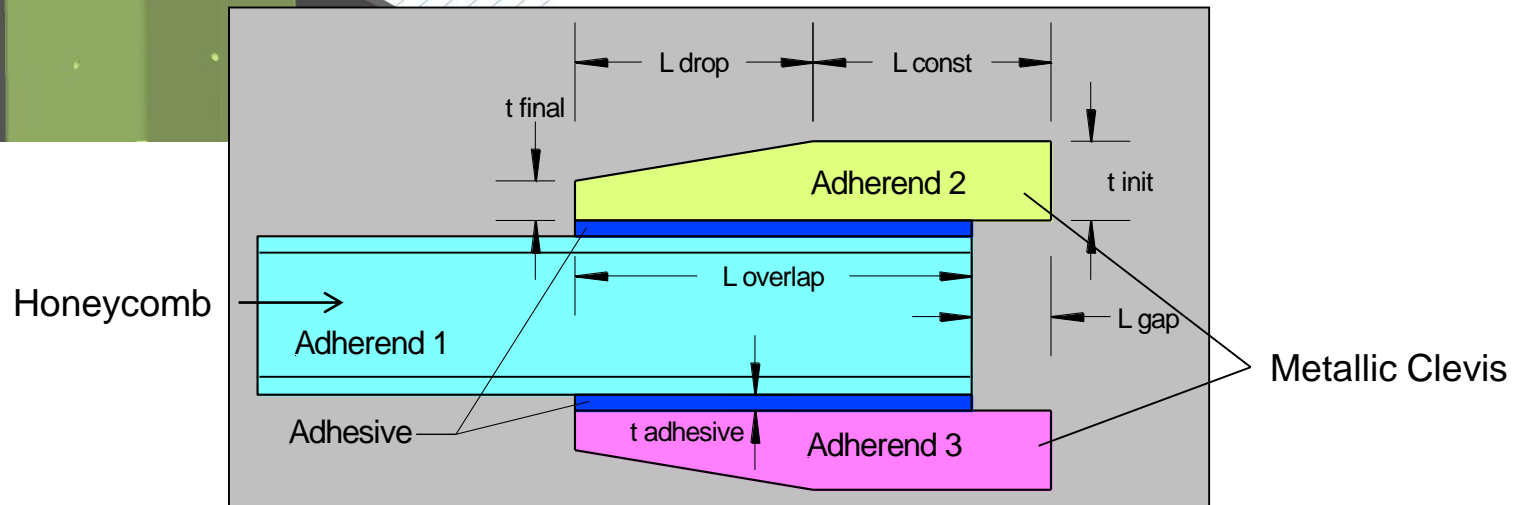 L drop
L const
t final
Adherend 2
t init
L overlap
Honeycomb
L gap
Adherend 1
Metallic Clevis
Adhesive
t adhesive
Adherend 3